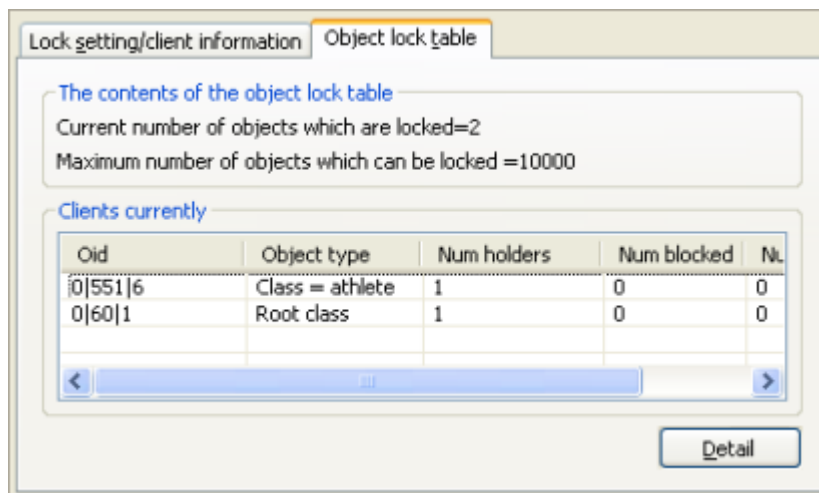 Lock setting/client information Object lock table
The contents of the object lock table
Current number of objects which are locked=2
Maximum number of objects which can be locked =10000
Clients currently
Oid Object type Num holders Num blocked Nu
0|551|6 Class = athlete 1 0 0
0|60|1 Root class 1 0 0
Detail